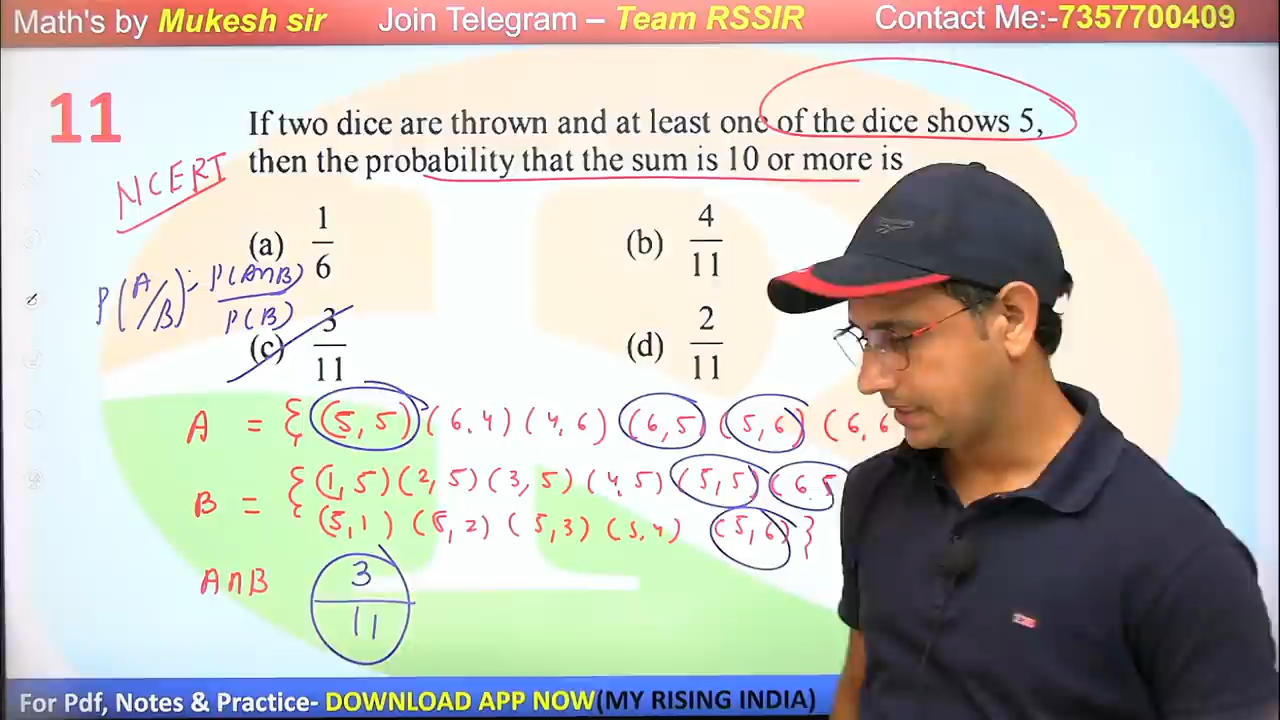 Math's by Mukesh sir Join Telegram – Team RSSIR Contact Me:-7357700409
11
If two dice are thrown and at least one of the dice shows 5,
then the probability that the sum is 10 or more is
NCERT
(a) 1/6
(b) 4/11
P(A/B) = P(A∩B)/P(B)
(c) 3/11
(d) 2/11
A = {(5,5) (6,4) (4,6) (6,5) (5,6) (6,6
B = {(1,5) (2,5) (3,5) (4,5) (5,5) (6,5
(5,1) (5,2) (5,3) (5,4) (5,6)}
A∩B 3/11
For Pdf, Notes & Practice- DOWNLOAD APP NOW(MY RISING INDIA)